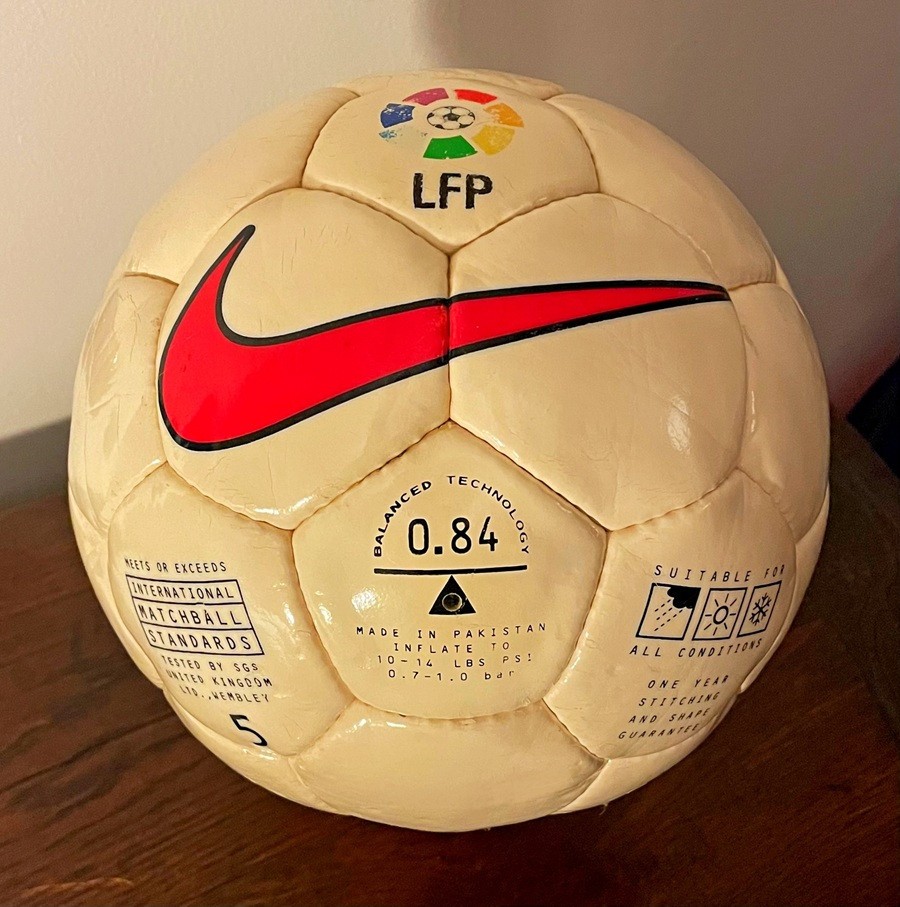 LFP
BALANCED TECHNOLOGY
0.84
MADE IN PAKISTAN
INFLATE TO
10-14 LBS PSI
0.7-1.0 bar
MEETS OR EXCEEDS
INTERNATIONAL
MATCHBALL
STANDARDS
TESTED BY SGS
UNITED KINGDOM
LTD.,WEMBLEY
5
SUITABLE FOR
ALL CONDITIONS
ONE YEAR
STITCHING
AND SHAPE
GUARANTEE